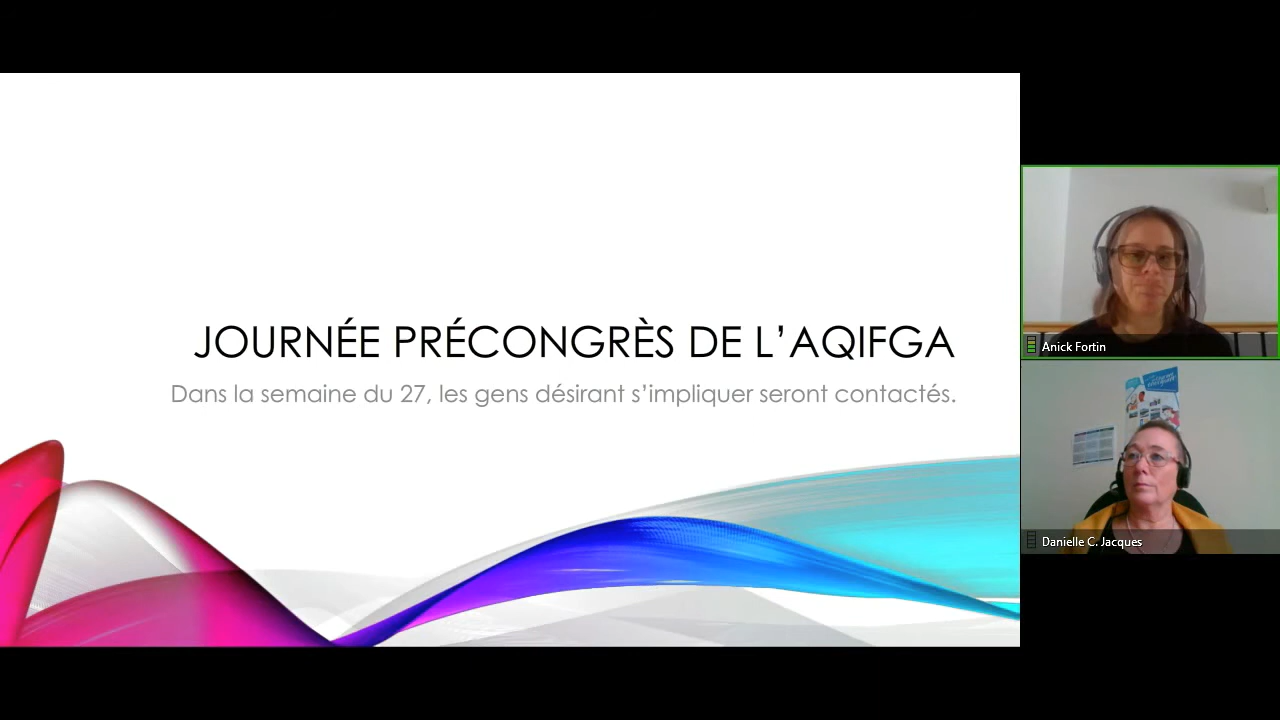 JOURNÉE PRÉCONGRÈS DE L’AQIFGA
Dans la semaine du 27, les gens désirant s’impliquer seront contactés.
Anick Fortin
Danielle C. Jacques